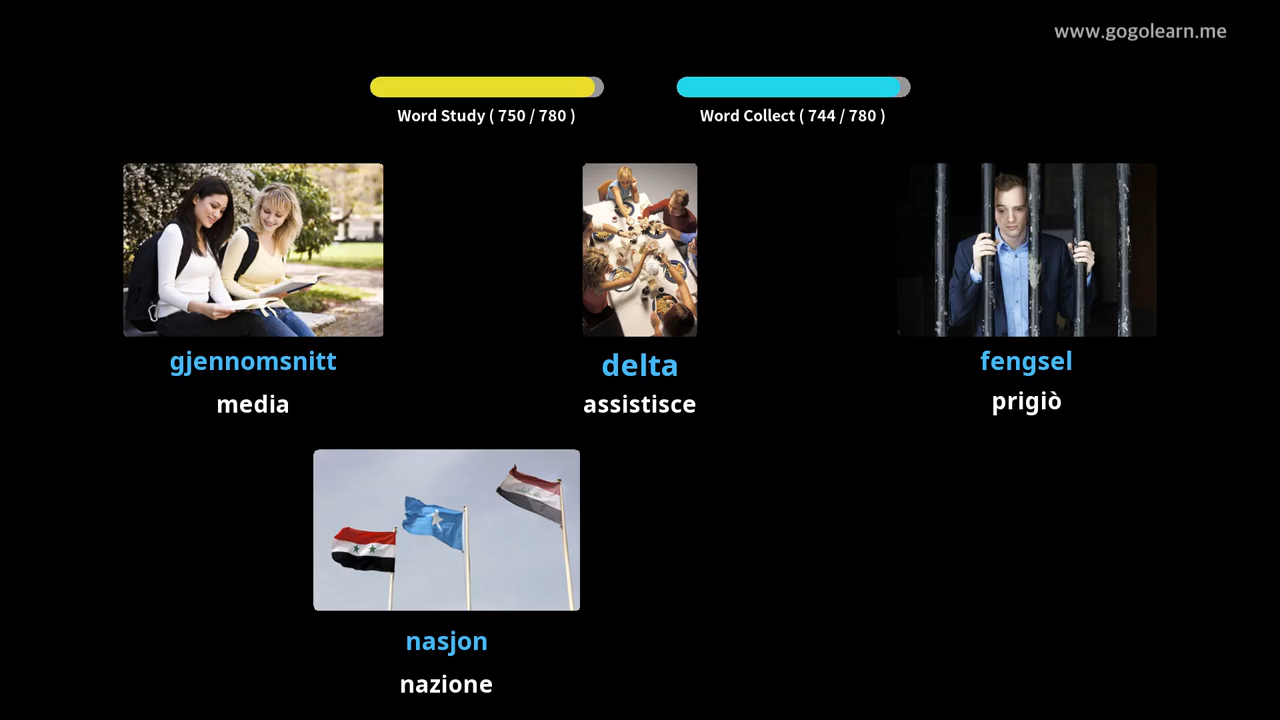 www.gogolearn.me
Word Study ( 750 / 780 )
Word Collect ( 744 / 780 )
gjennomsnitt
media
delta
assistisce
fengsel
prigiò
nasjon
nazione